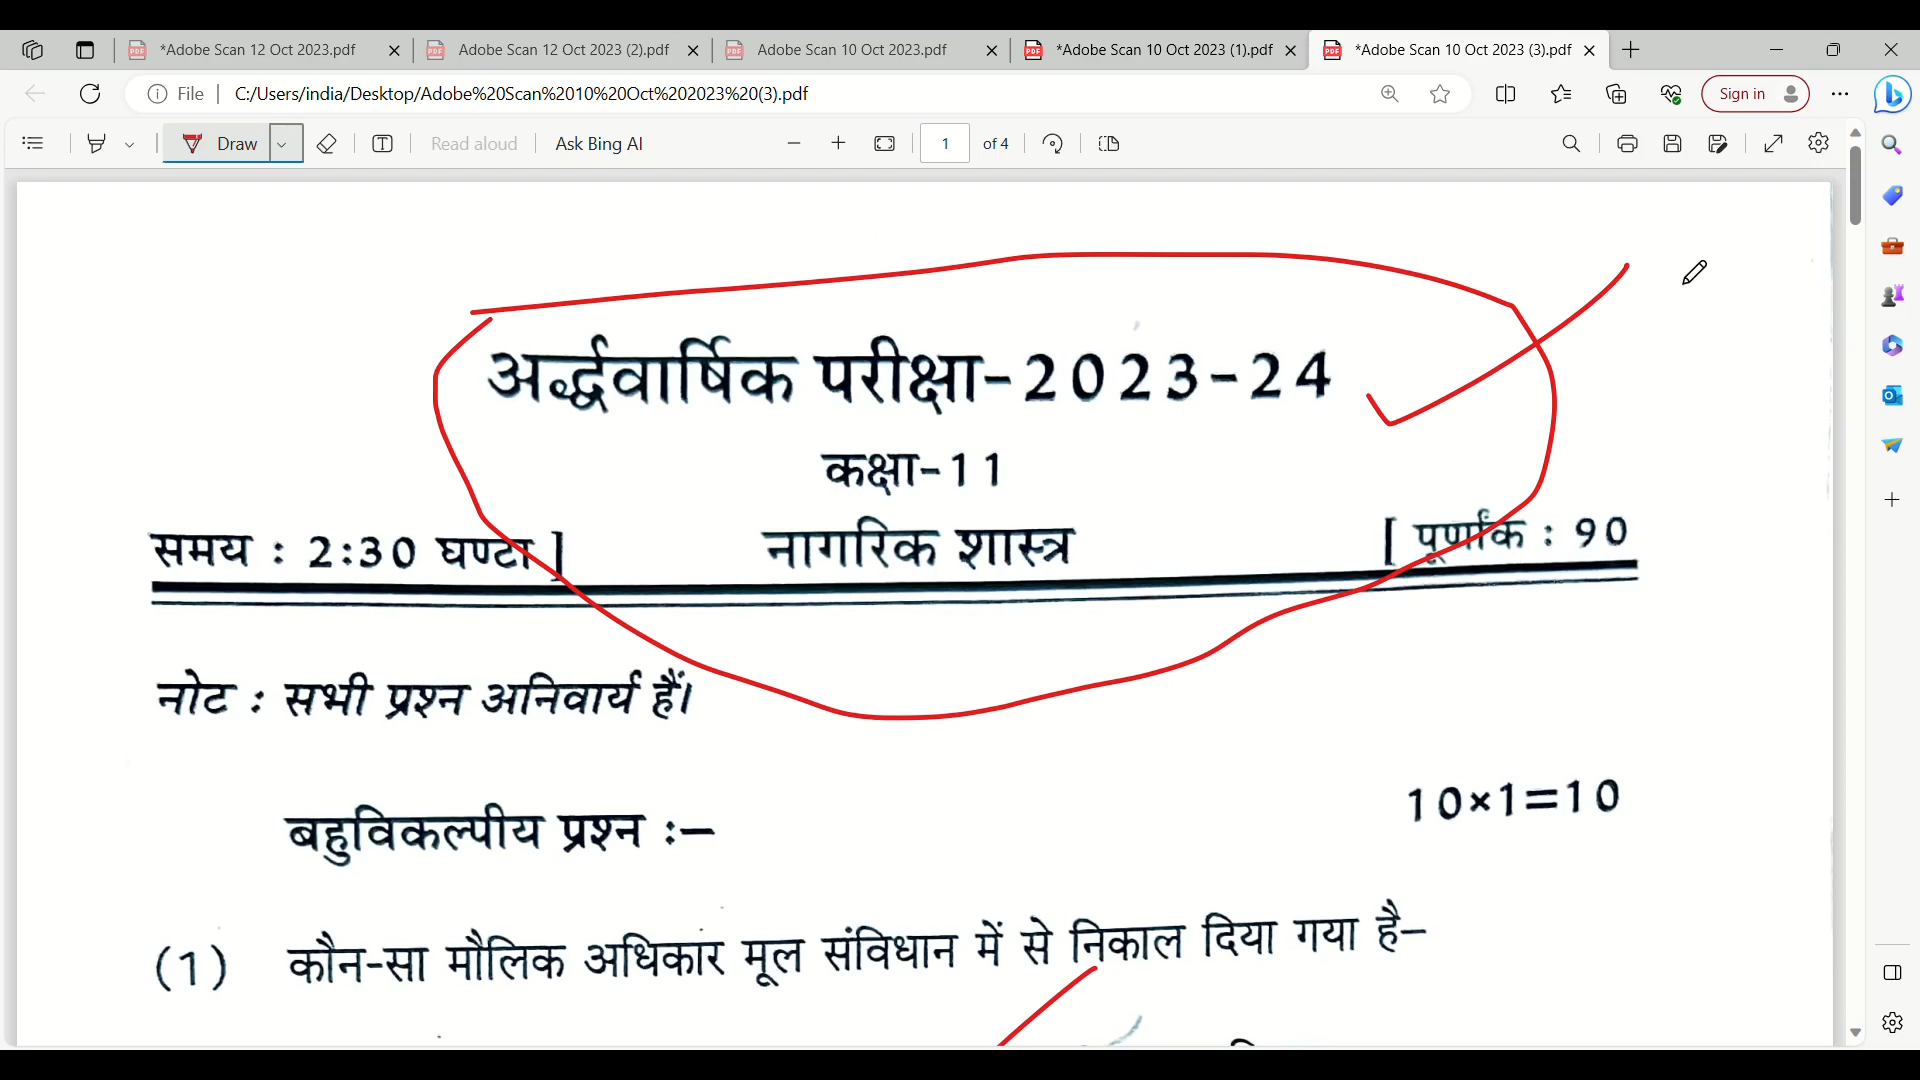 *Adobe Scan 12 Oct 2023.pdf Adobe Scan 12 Oct 2023 (2).pdf Adobe Scan 10 Oct 2023.pdf *Adobe Scan 10 Oct 2023 (1).pdf *Adobe Scan 10 Oct 2023 (3).pdf
File C:/Users/india/Desktop/Adobe%20Scan%2010%20Oct%202023%20(3).pdf Sign in
Draw Read aloud Ask Bing AI 1 of 4
अर्द्धवार्षिक परीक्षा-2023-24
कक्षा-11
समय : 2:30 घण्टा ] नागरिक शास्त्र [ पूर्णांक : 90
नोट : सभी प्रश्न अनिवार्य हैं।
बहुविकल्पीय प्रश्न :– 10×1=10
(1) कौन-सा मौलिक अधिकार मूल संविधान में से निकाल दिया गया है–